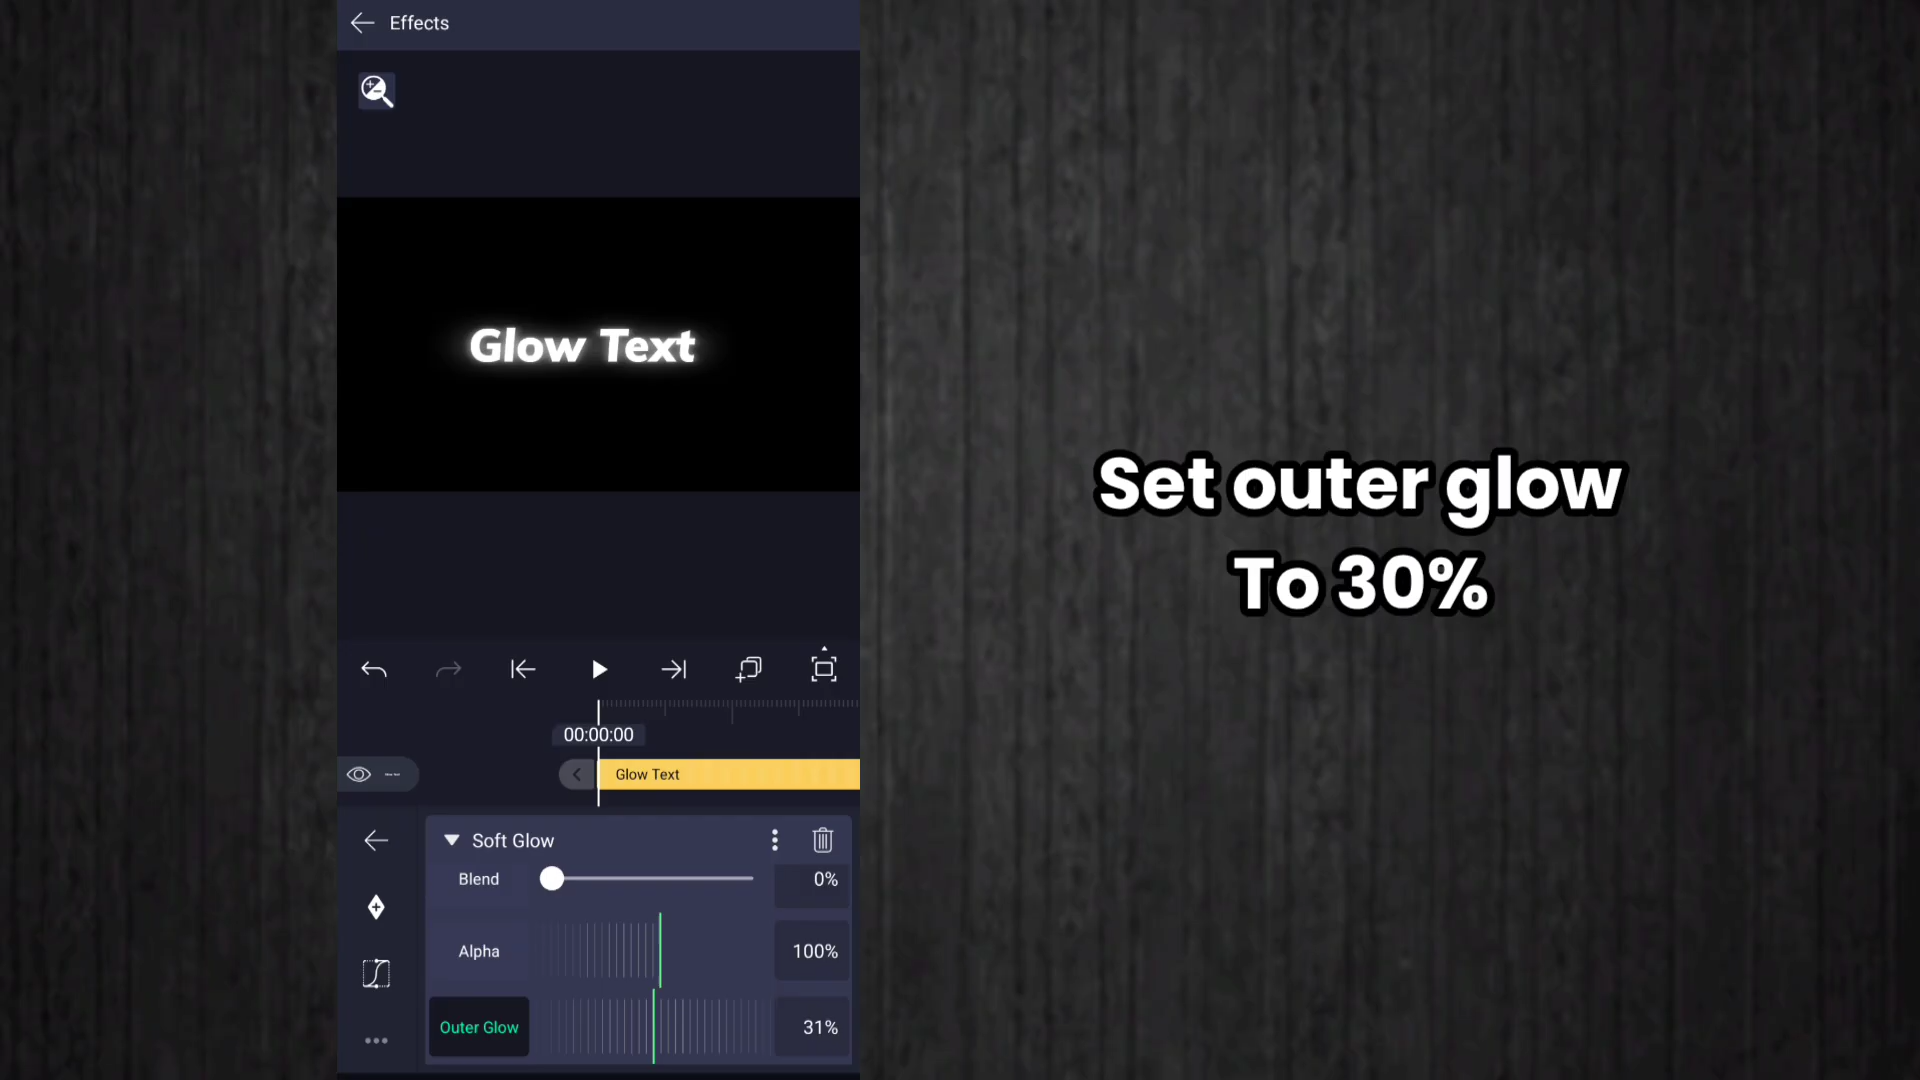 Effects
Glow Text
Set outer glow
To 30%
00:00:00
Glow Text
Soft Glow
Blend 0%
Alpha 100%
Outer Glow 31%